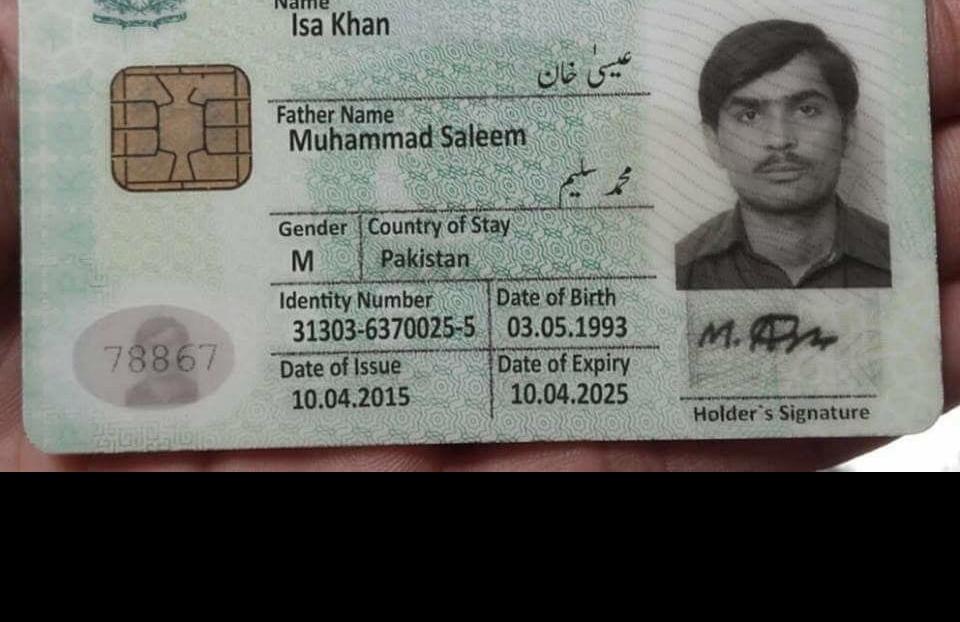 Name
Isa Khan
عیسیٰ خان
Father Name
Muhammad Saleem
محمد سلیم
Gender Country of Stay
M Pakistan
Identity Number Date of Birth
31303-6370025-5 03.05.1993
Date of Issue Date of Expiry
10.04.2015 10.04.2025
78867
Holder`s Signature